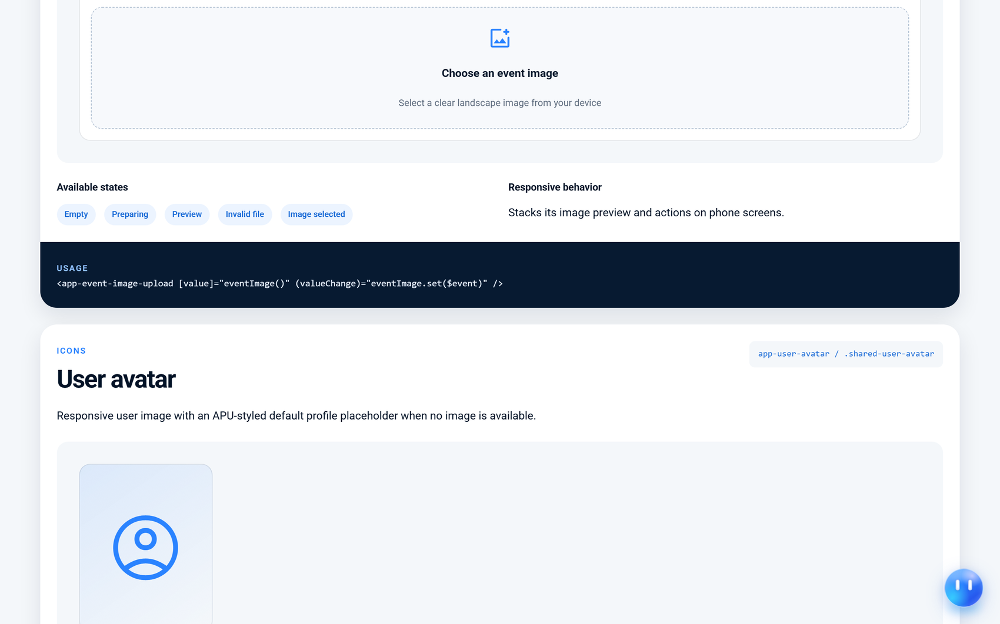 Choose an event image
Select a clear landscape image from your device
Available states
Empty
Preparing
Preview
Invalid file
Image selected
Responsive behavior
Stacks its image preview and actions on phone screens.
USAGE
<app-event-image-upload [value]="eventImage()" (valueChange)="eventImage.set($event)" />
ICONS
app-user-avatar / .shared-user-avatar
User avatar
Responsive user image with an APU-styled default profile placeholder when no image is available.